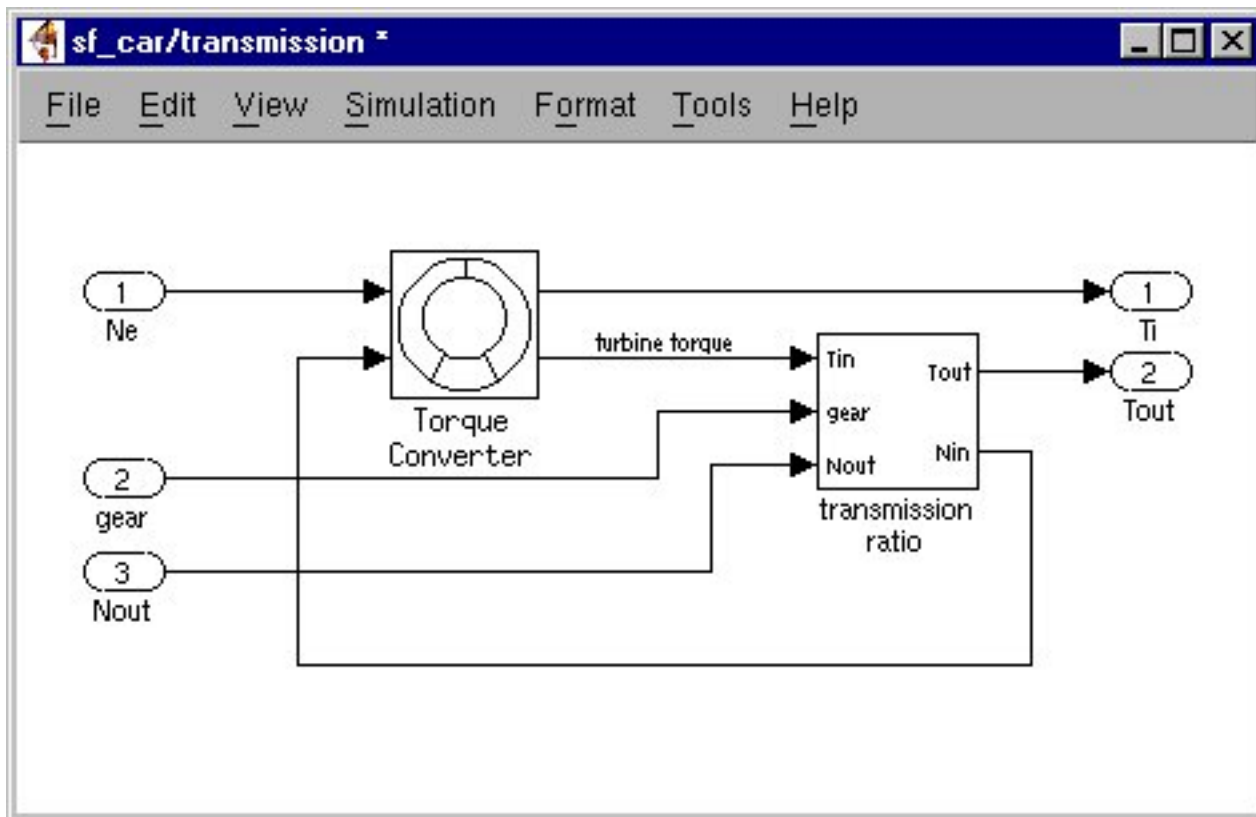 sf_car/transmission *
File Edit View Simulation Format Tools Help
1
Ne
1
Ti
turbine torque
Tin
Tout
2
Tout
gear
Torque
Converter
Nin
Nout
2
gear
transmission
ratio
3
Nout